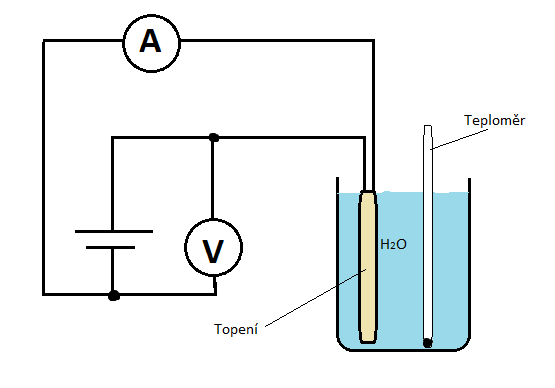 A
Teploměr
V
H2O
Topení